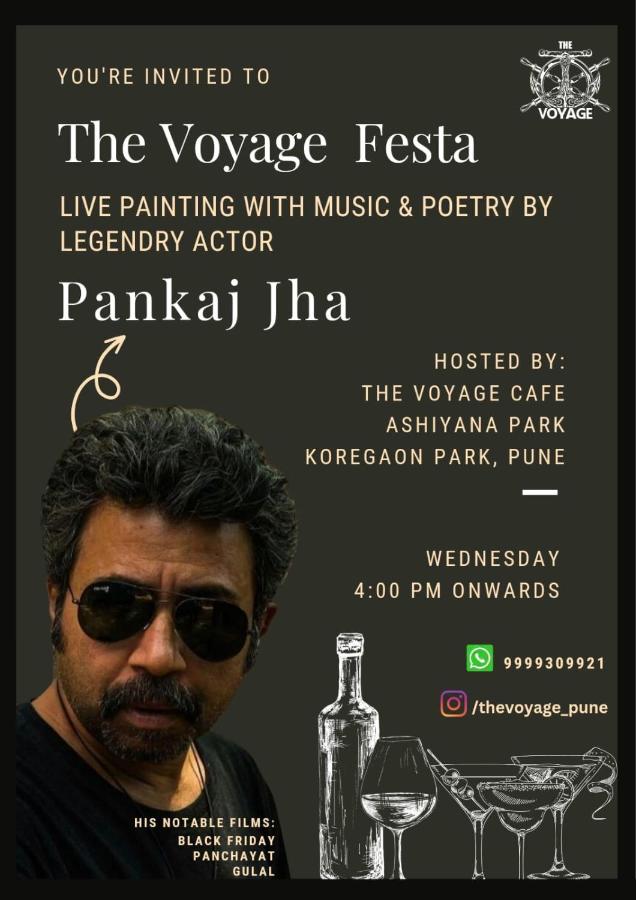 THE
VOYAGE
YOU'RE INVITED TO
The Voyage Festa
LIVE PAINTING WITH MUSIC & POETRY BY
LEGENDRY ACTOR
Pankaj Jha
HOSTED BY:
THE VOYAGE CAFE
ASHIYANA PARK
KOREGAON PARK, PUNE
WEDNESDAY
4:00 PM ONWARDS
9999309921
/thevoyage_pune
HIS NOTABLE FILMS:
BLACK FRIDAY
PANCHAYAT
GULAL